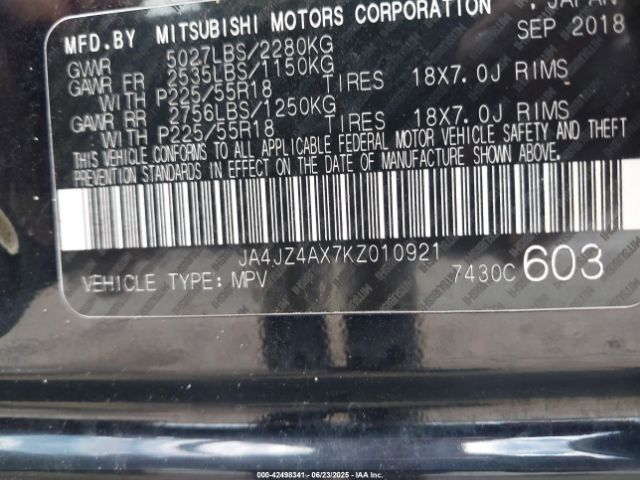 MFD.BY MITSUBISHI MOTORS CORPORATION JAPAN
SEP 2018
GVWR 5027LBS/2280KG
GAWR FR 2535LBS/1150KG
WITH P225/55R18 TIRES 18X7.0J RIMS
GAWR RR 2756LBS/1250KG
WITH P225/55R18 TIRES 18X7.0J RIMS
THIS VEHICLE CONFORMS TO ALL APPLICABLE FEDERAL MOTOR VEHICLE SAFETY AND THEFT
PREVENTION STANDARDS IN EFFECT ON THE DATE OF MANUFACTURE SHOWN ABOVE.
JA4JZ4AX7KZ010921
VEHICLE TYPE: MPV 7430C 603
000-42498341 - 06/23/2025 - IAAI.COM